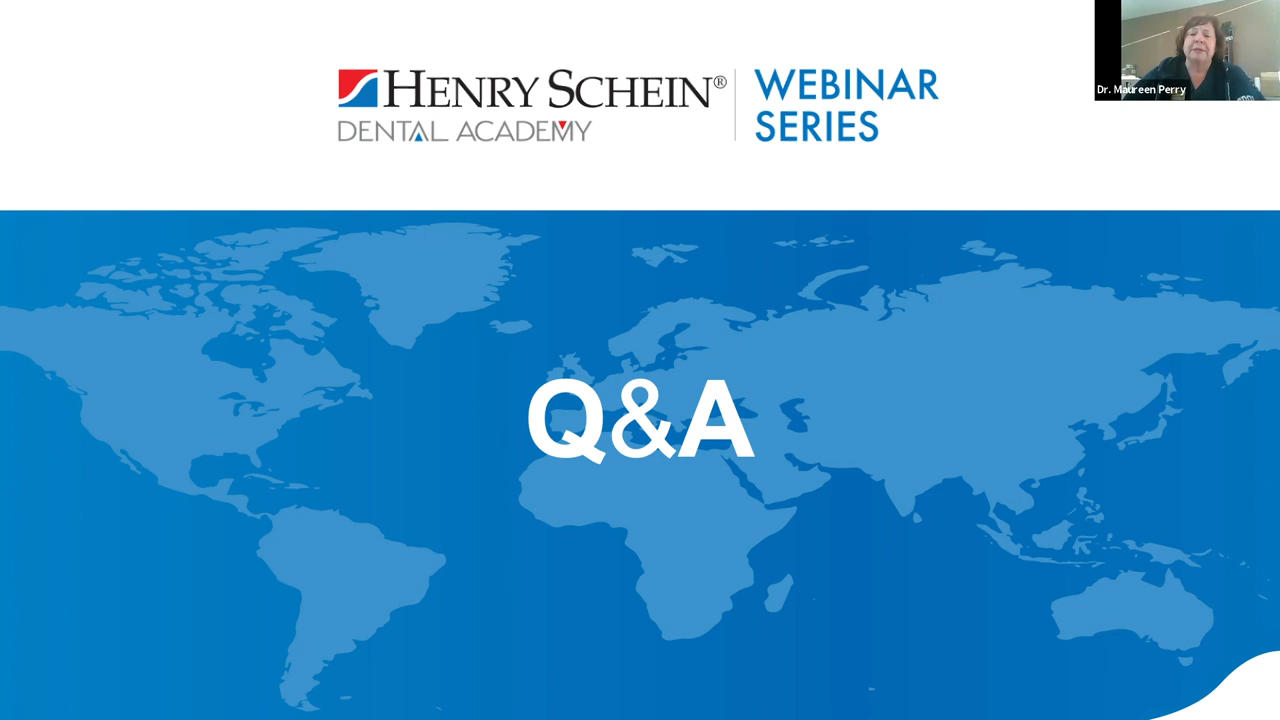 HENRY SCHEIN®
DENTAL ACADEMY
WEBINAR
SERIES
Dr. Maureen Perry
Q&A